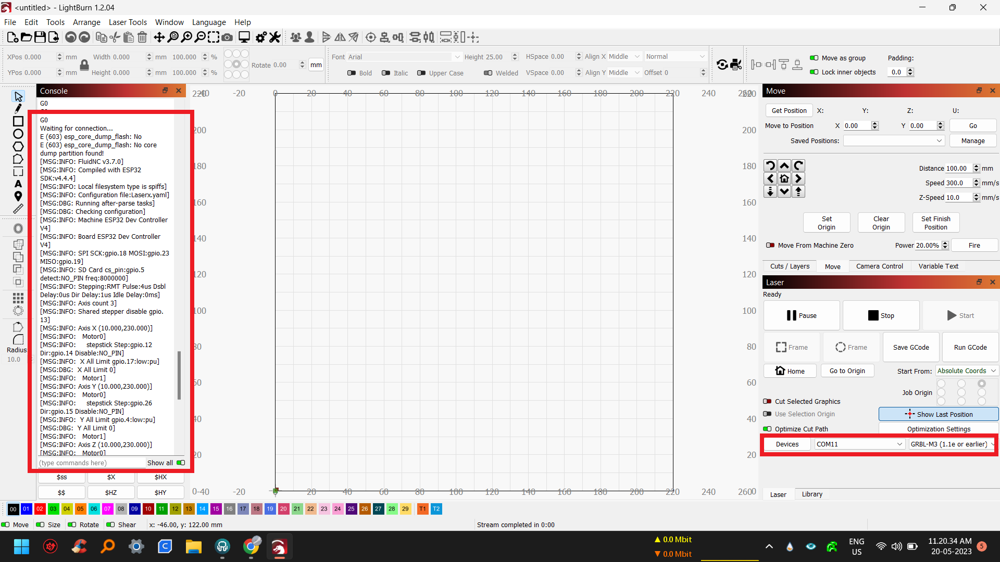 <untitled> - LightBurn 1.2.04
File Edit Tools Arrange Laser Tools Window Language Help
XPos 0.000 mm Width 0.000 mm 100.000 %
YPos 0.000 mm Height 0.000 mm 100.000 %
Rotate 0.00 mm
Font Arial Height 25.00 HSpace 0.00 Align X Middle Normal
Bold Italic Upper Case Welded VSpace 0.00 Align Y Middle Offset 0
Move as group Padding:
Lock inner objects 0.0
Console
G0
G0
Waiting for connection...
E (603) esp_core_dump_flash: No
E (603) esp_core_dump_flash: No core
dump partition found!
[MSG:INFO: FluidNC v3.7.0]
[MSG:INFO: Compiled with ESP32
SDK:v4.4.4]
[MSG:INFO: Local filesystem type is spiffs]
[MSG:INFO: Configuration file:Laserx.yaml]
[MSG:DBG: Running after-parse tasks]
[MSG:DBG: Checking configuration]
[MSG:INFO: Machine ESP32 Dev Controller
V4]
[MSG:INFO: Board ESP32 Dev Controller
V4]
[MSG:INFO: SPI SCK:gpio.18 MOSI:gpio.23
MISO:gpio.19]
[MSG:INFO: SD Card cs_pin:gpio.5
detect:NO_PIN freq:8000000]
[MSG:INFO: Stepping:RMT Pulse:4us Dsbl
Delay:0us Dir Delay:1us Idle Delay:0ms]
[MSG:INFO: Axis count 3]
[MSG:INFO: Shared stepper disable gpio.
13]
[MSG:INFO: Axis X (10.000,230.000)]
[MSG:INFO: Motor0]
[MSG:INFO: stepstick Step:gpio.12
Dir:gpio.14 Disable:NO_PIN]
[MSG:INFO: X All Limit gpio.17:low:pu]
[MSG:DBG: X All Limit 0]
[MSG:INFO: Motor1]
[MSG:INFO: Axis Y (10.000,230.000)]
[MSG:INFO: Motor0]
[MSG:INFO: stepstick Step:gpio.26
Dir:gpio.15 Disable:NO_PIN]
[MSG:INFO: Y All Limit gpio.4:low:pu]
[MSG:DBG: Y All Limit 0]
[MSG:INFO: Motor1]
[MSG:INFO: Axis Z (10.000,230.000)]
[MSG:INFO: Motor0]
(type commands here) Show all
$ss $X $HX
$$ $HZ $HY
Radius:
10.0
-40 -20 0 20 40 60 80 100 120 140 160 180 200 220 240 260
220
200 200
180 180
160 160
140 140
120 120
100 100
80 80
60 60
40 40
20 20
0 -40 -20 20 40 60 80 100 120 140 160 180 200 220 240 260 0
Move
Get Position X: Y: Z: U:
Move to Position X 0.00 Y 0.00 Go
Saved Positions: Manage
Distance 100.00 mm
Speed 300.0 mm/s
Z-Speed 10.0 mm/s
Set Origin
Clear Origin
Set Finish Position
Move From Machine Zero Power 20.00% Fire
Cuts / Layers Move Camera Control Variable Text
Laser
Ready
Pause Stop Start
Frame Frame Save GCode Run GCode
Home Go to Origin Start From: Absolute Coords
Job Origin
Cut Selected Graphics
Use Selection Origin Show Last Position
Optimize Cut Path Optimization Settings
Devices COM11 GRBL-M3 (1.1e or earlier)
Laser Library
00 01 02 03 04 05 06 07 08 09 10 11 12 13 14 15 16 17 18 19 20 21 22 23 24 25 26 27 28 29 T1 T2
Move Size Rotate Shear x: -46.00, y: 122.00 mm Stream completed in 0:00
0.0 Mbit
0.0 Mbit
ENG
US
11.20.34 AM
20-05-2023
5